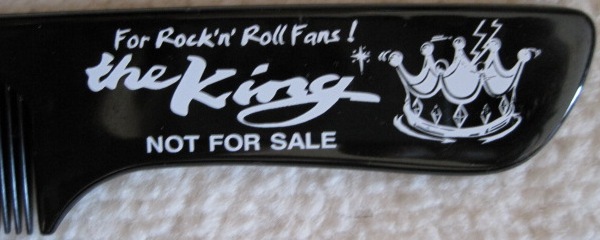 For Rock'n' Roll Fans!
the King
NOT FOR SALE